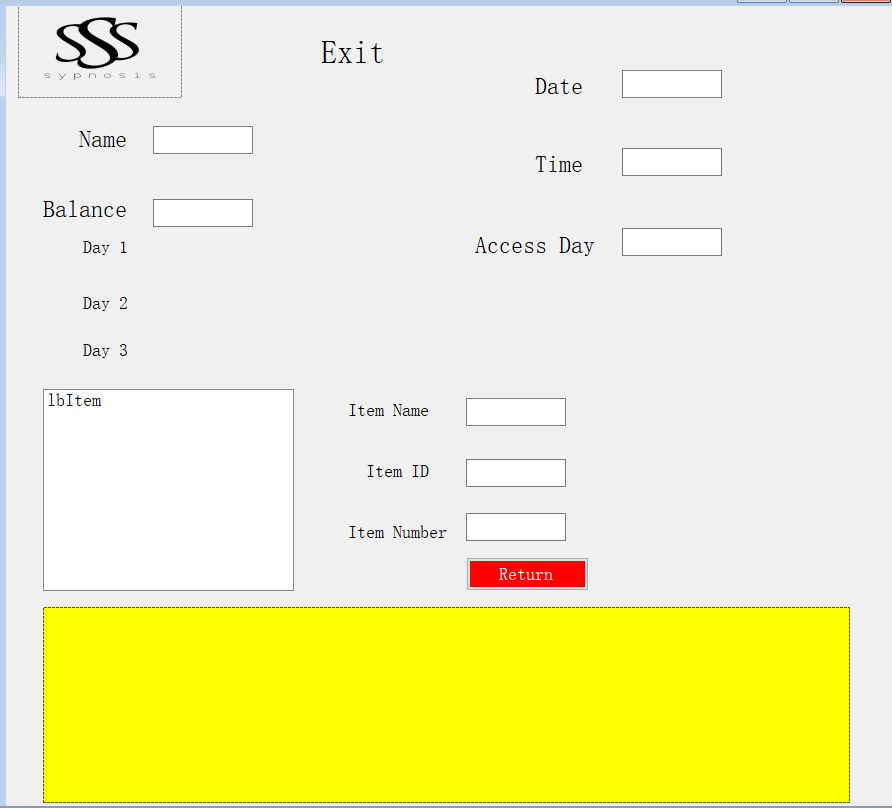 SSS
sypnosis
Exit
Date
Name
Time
Balance
Access Day
Day 1
Day 2
Day 3
lbItem
Item Name
Item ID
Item Number
Return